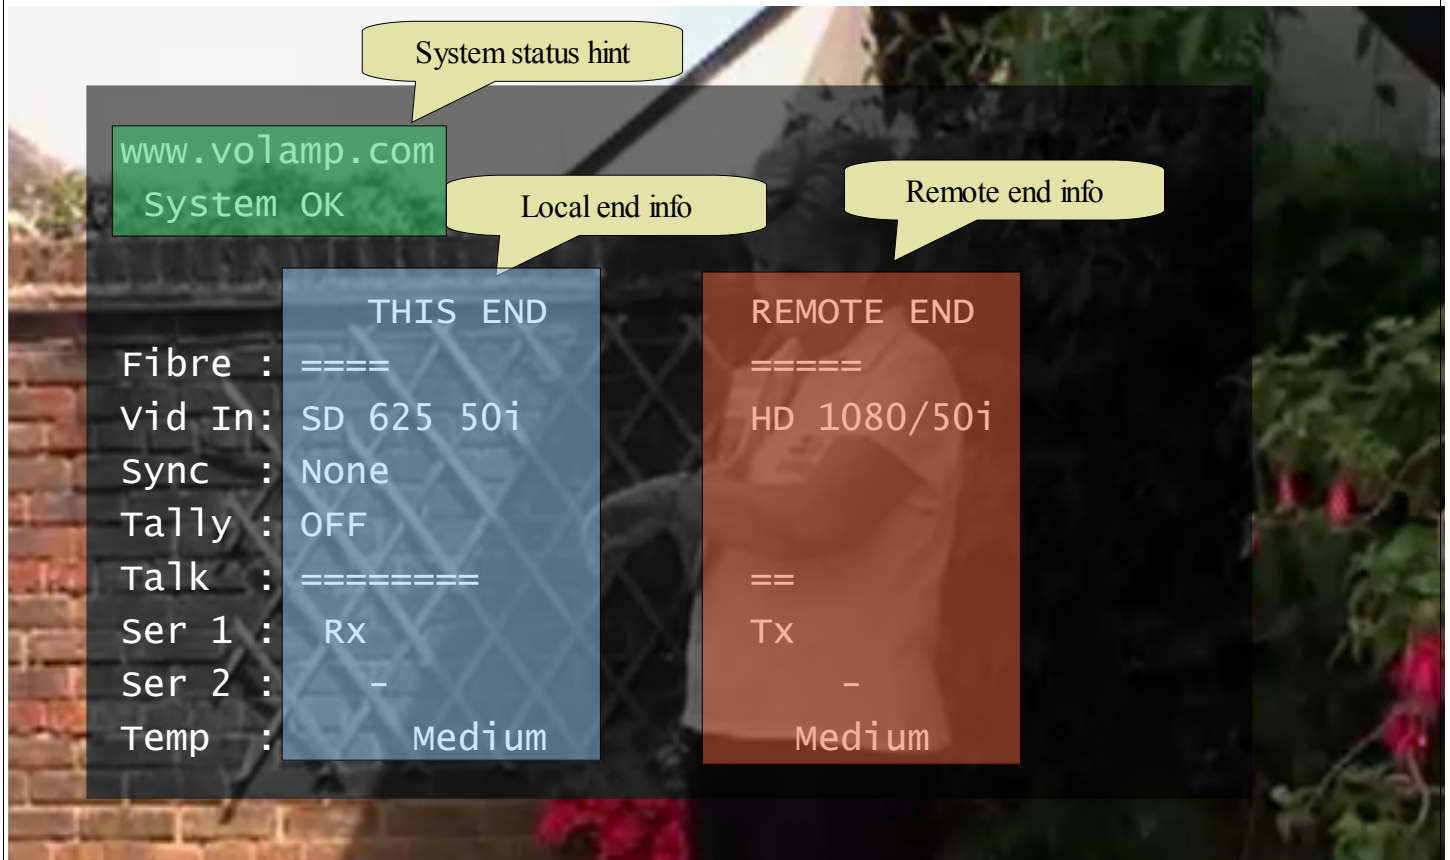 System status hint
www.volamp.com
System OK
Local end info
Remote end info
THIS END REMOTE END
Fibre : ==== =====
Vid In: SD 625 50i HD 1080/50i
Sync : None
Tally : OFF
Talk : ======== ==
Ser 1 : Rx Tx
Ser 2 : - -
Temp : Medium Medium